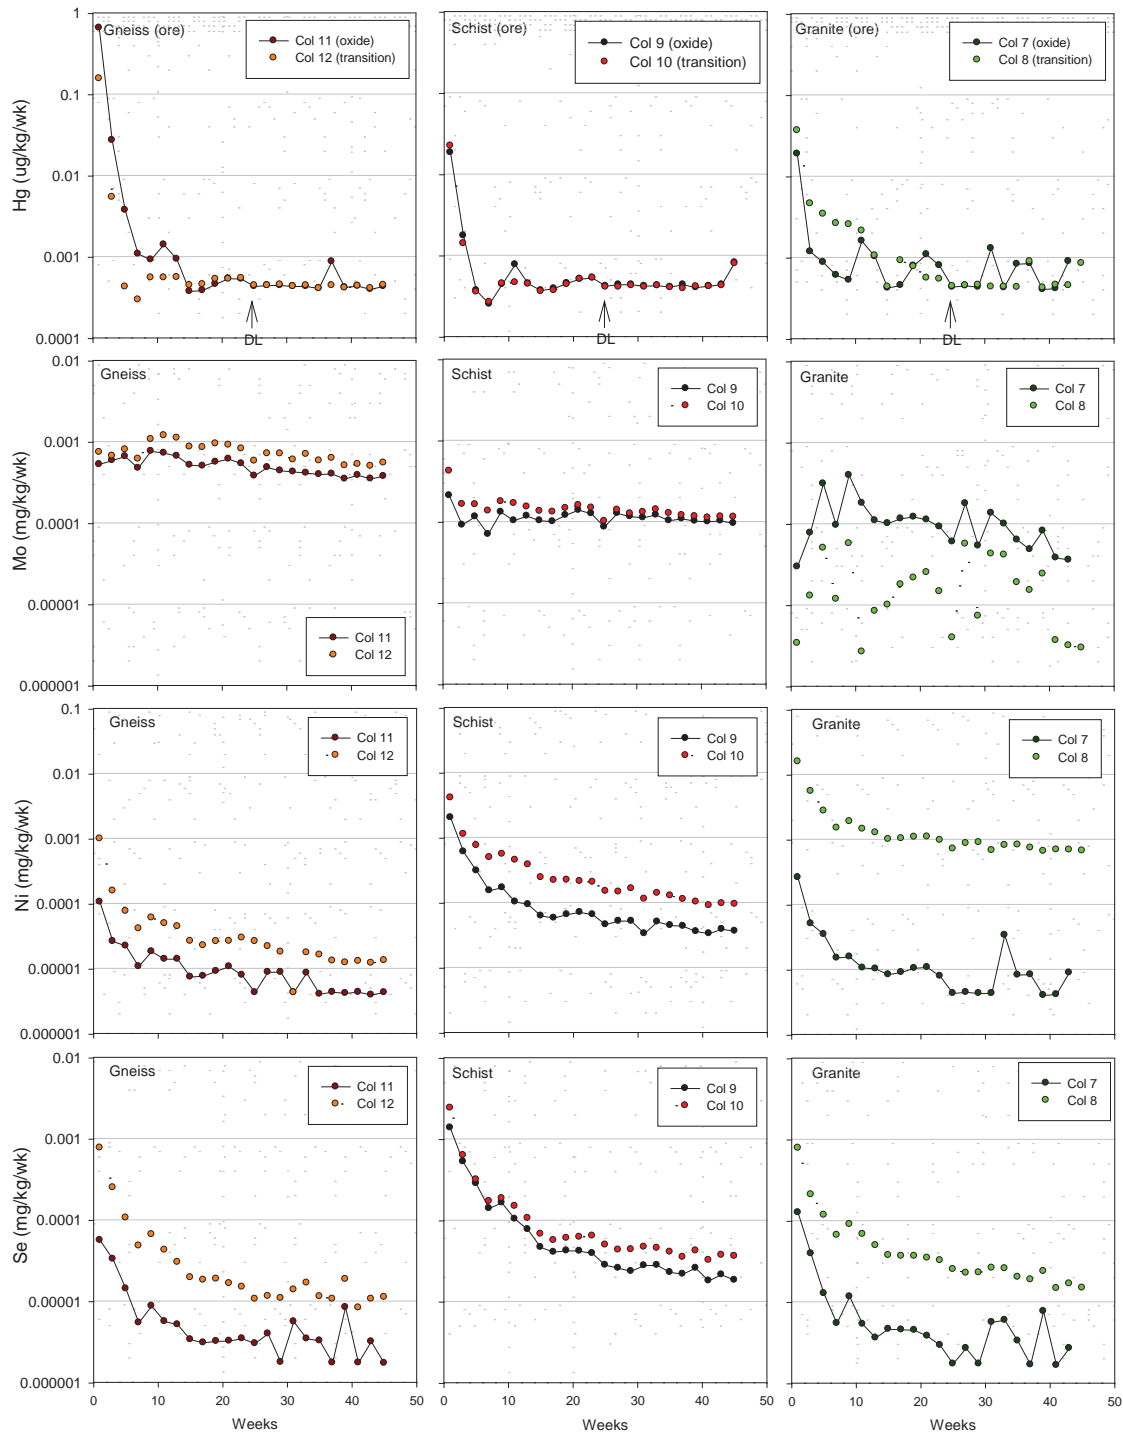 Gneiss (ore)
Col 11 (oxide)
Col 12 (transition)
Schist (ore)
Col 9 (oxide)
Col 10 (transition)
Granite (ore)
Col 7 (oxide)
Col 8 (transition)
Hg (ug/kg/wk)
1
0.1
0.01
0.001
0.0001
DL
DL
DL
Gneiss
Col 11
Col 12
Schist
Col 9
Col 10
Granite
Col 7
Col 8
Mo (mg/kg/wk)
0.01
0.001
0.0001
0.00001
0.000001
Gneiss
Col 11
Col 12
Schist
Col 9
Col 10
Granite
Col 7
Col 8
Ni (mg/kg/wk)
0.1
0.01
0.001
0.0001
0.00001
0.000001
Gneiss
Col 11
Col 12
Schist
Col 9
Col 10
Granite
Col 7
Col 8
Se (mg/kg/wk)
0.01
0.001
0.0001
0.00001
0.000001
0 10 20 30 40 50
0 10 20 30 40 50
0 10 20 30 40 50
Weeks
Weeks
Weeks